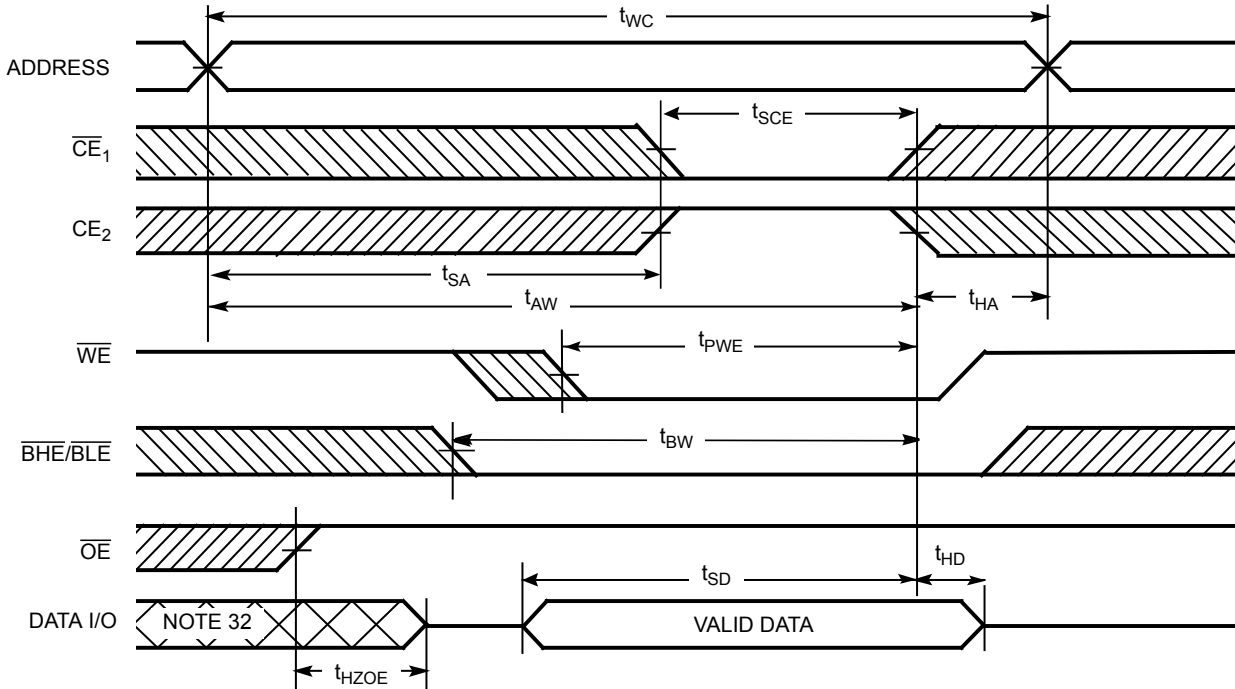 tWC
ADDRESS
tSCE
CE1
CE2
tSA
tAW
tHA
WE
tPWE
BHE/BLE
tBW
OE
tHD
tSD
DATA I/O
NOTE 32
VALID DATA
tHZOE